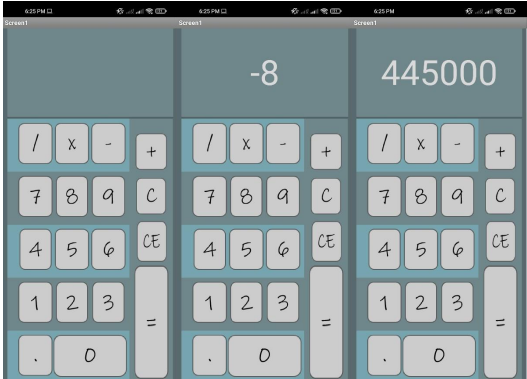 6:25 PM
Screen1
/ x - +
7 8 9 C
4 5 6 CE
1 2 3 =
. 0
6:25 PM
Screen1
-8
/ x - +
7 8 9 C
4 5 6 CE
1 2 3 =
. 0
6:25 PM
Screen1
445000
/ x - +
7 8 9 C
4 5 6 CE
1 2 3 =
. 0